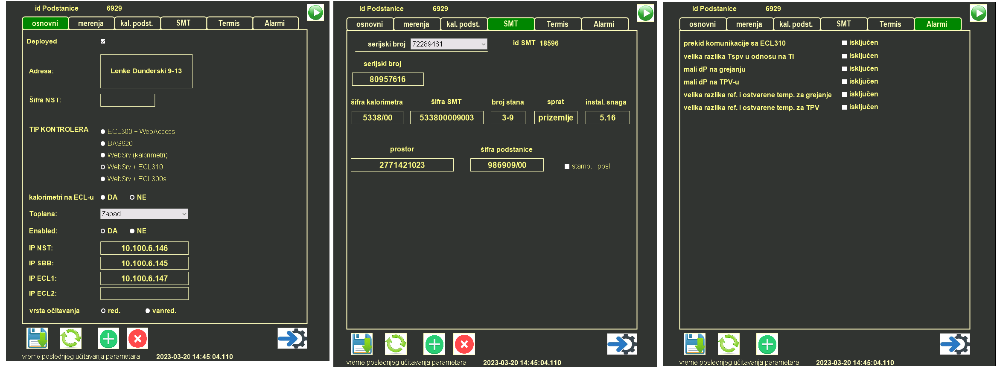 id Podstanice 6929
osnovni merenja kal. podst. SMT Termis Alarmi
Deployed
Adresa: Lenke Dunđerski 9-13
Šifra NST:
TIP KONTROLERA
ECL300 + WebAccess
BAS920
WebSrv (kalorimetri)
WebSrv + ECL310
WebSrv + ECL300s
kalorimetri na ECL-u DA NE
Toplana: Zapad
Enabled: DA NE
IP NST: 10.100.6.146
IP SBB: 10.100.6.145
IP ECL1: 10.100.6.147
IP ECL2:
vrsta očitavanja red. vanred.
vreme poslednjeg učitavanja parametara 2023-03-20 14:45:04.110
id Podstanice 6929
osnovni merenja kal. podst. SMT Termis Alarmi
serijski broj 72289461 id SMT 18596
serijski broj
80957616
šifra kalorimetra šifra SMT broj stana sprat instal. snaga
5338/00 533800009003 3-9 prizemlje 5.16
prostor šifra podstanice
2771421023 986909/00 stamb. - posl.
vreme poslednjeg učitavanja parametara 2023-03-20 14:45:04.110
id Podstanice 6929
osnovni merenja kal. podst. SMT Termis Alarmi
prekid komunikacije sa ECL310 isključen
velika razlika Tspv u odnosu na TI isključen
mali dP na grejanju isključen
mali dP na TPV-u isključen
velika razlika ref. i ostvarene temp. za grejanje isključen
velika razlika ref. i ostvarene temp. za TPV isključen
vreme poslednjeg učitavanja parametara 2023-03-20 14:45:04.110